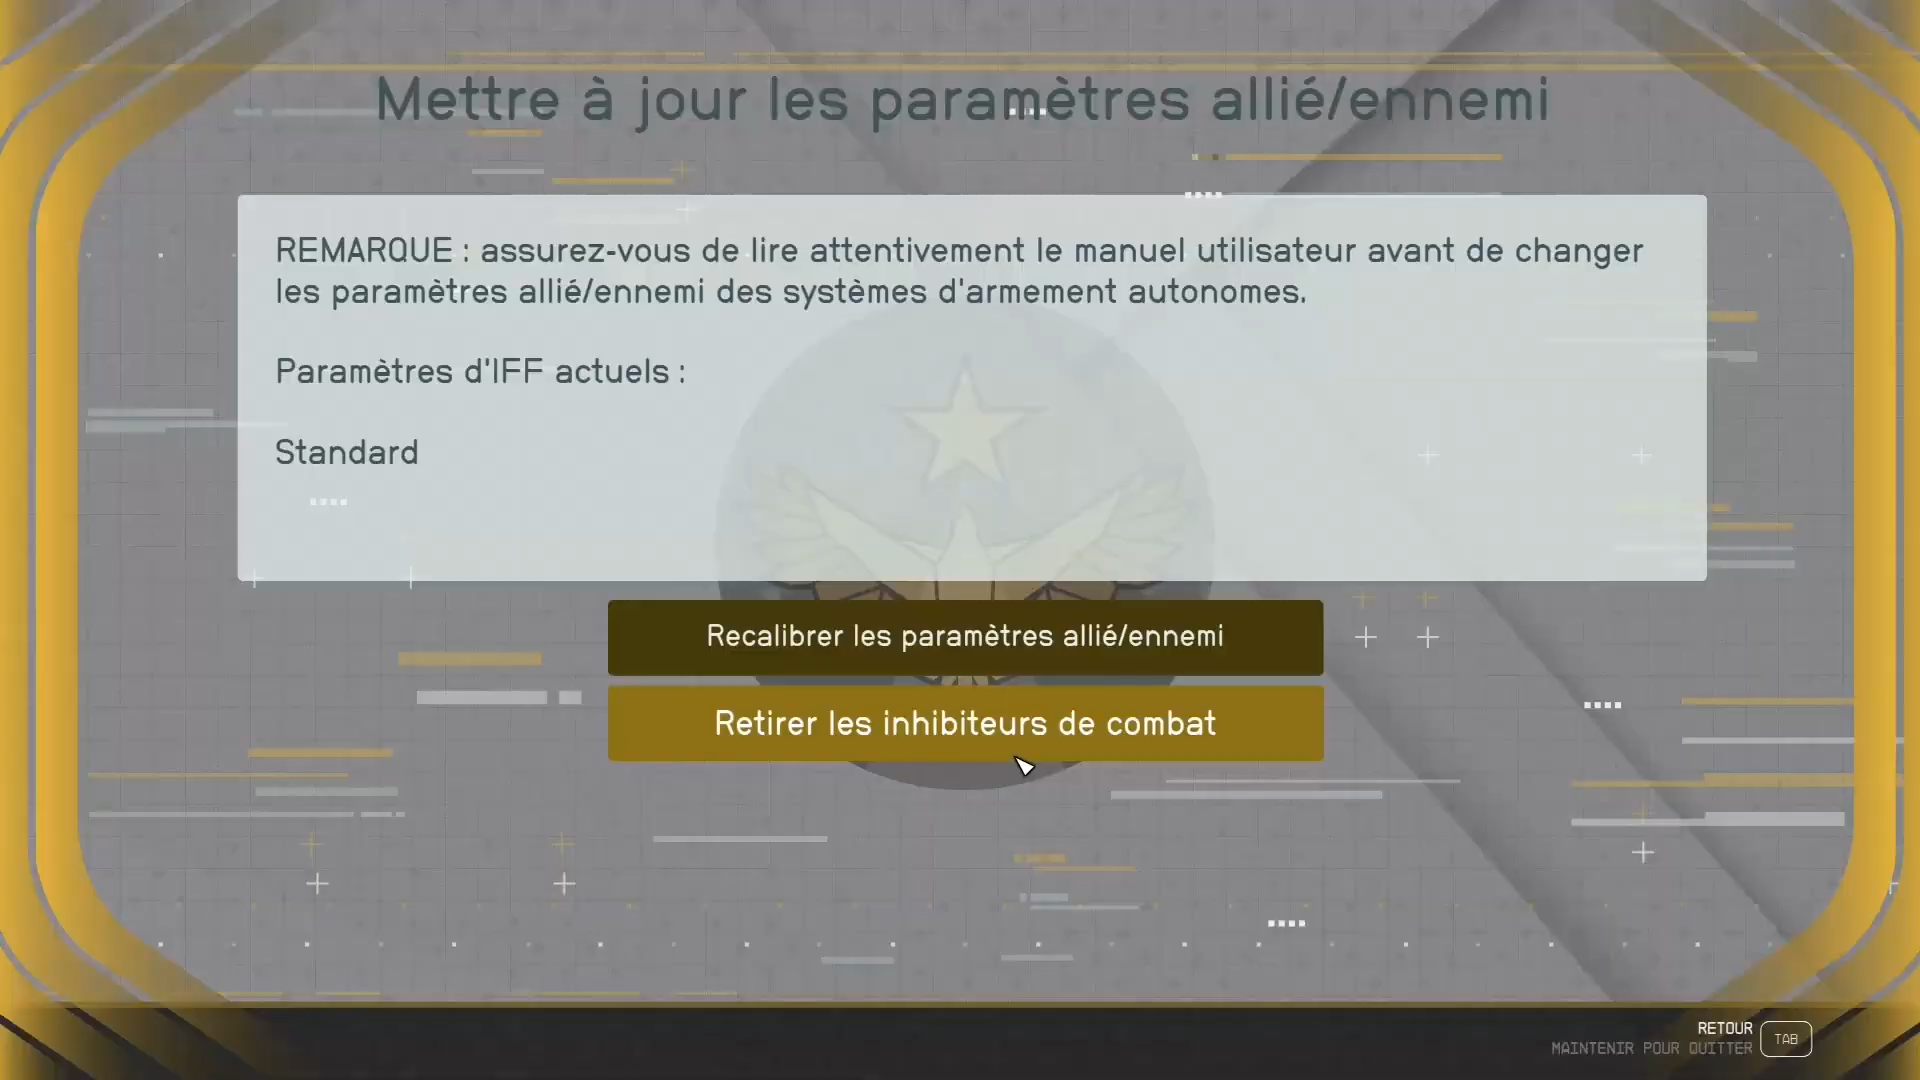 Mettre à jour les paramètres allié/ennemi
REMARQUE : assurez-vous de lire attentivement le manuel utilisateur avant de changer
les paramètres allié/ennemi des systèmes d'armement autonomes.
Paramètres d'IFF actuels :
Standard
Recalibrer les paramètres allié/ennemi
Retirer les inhibiteurs de combat
RETOUR
TAB
MAINTENIR POUR QUITTER